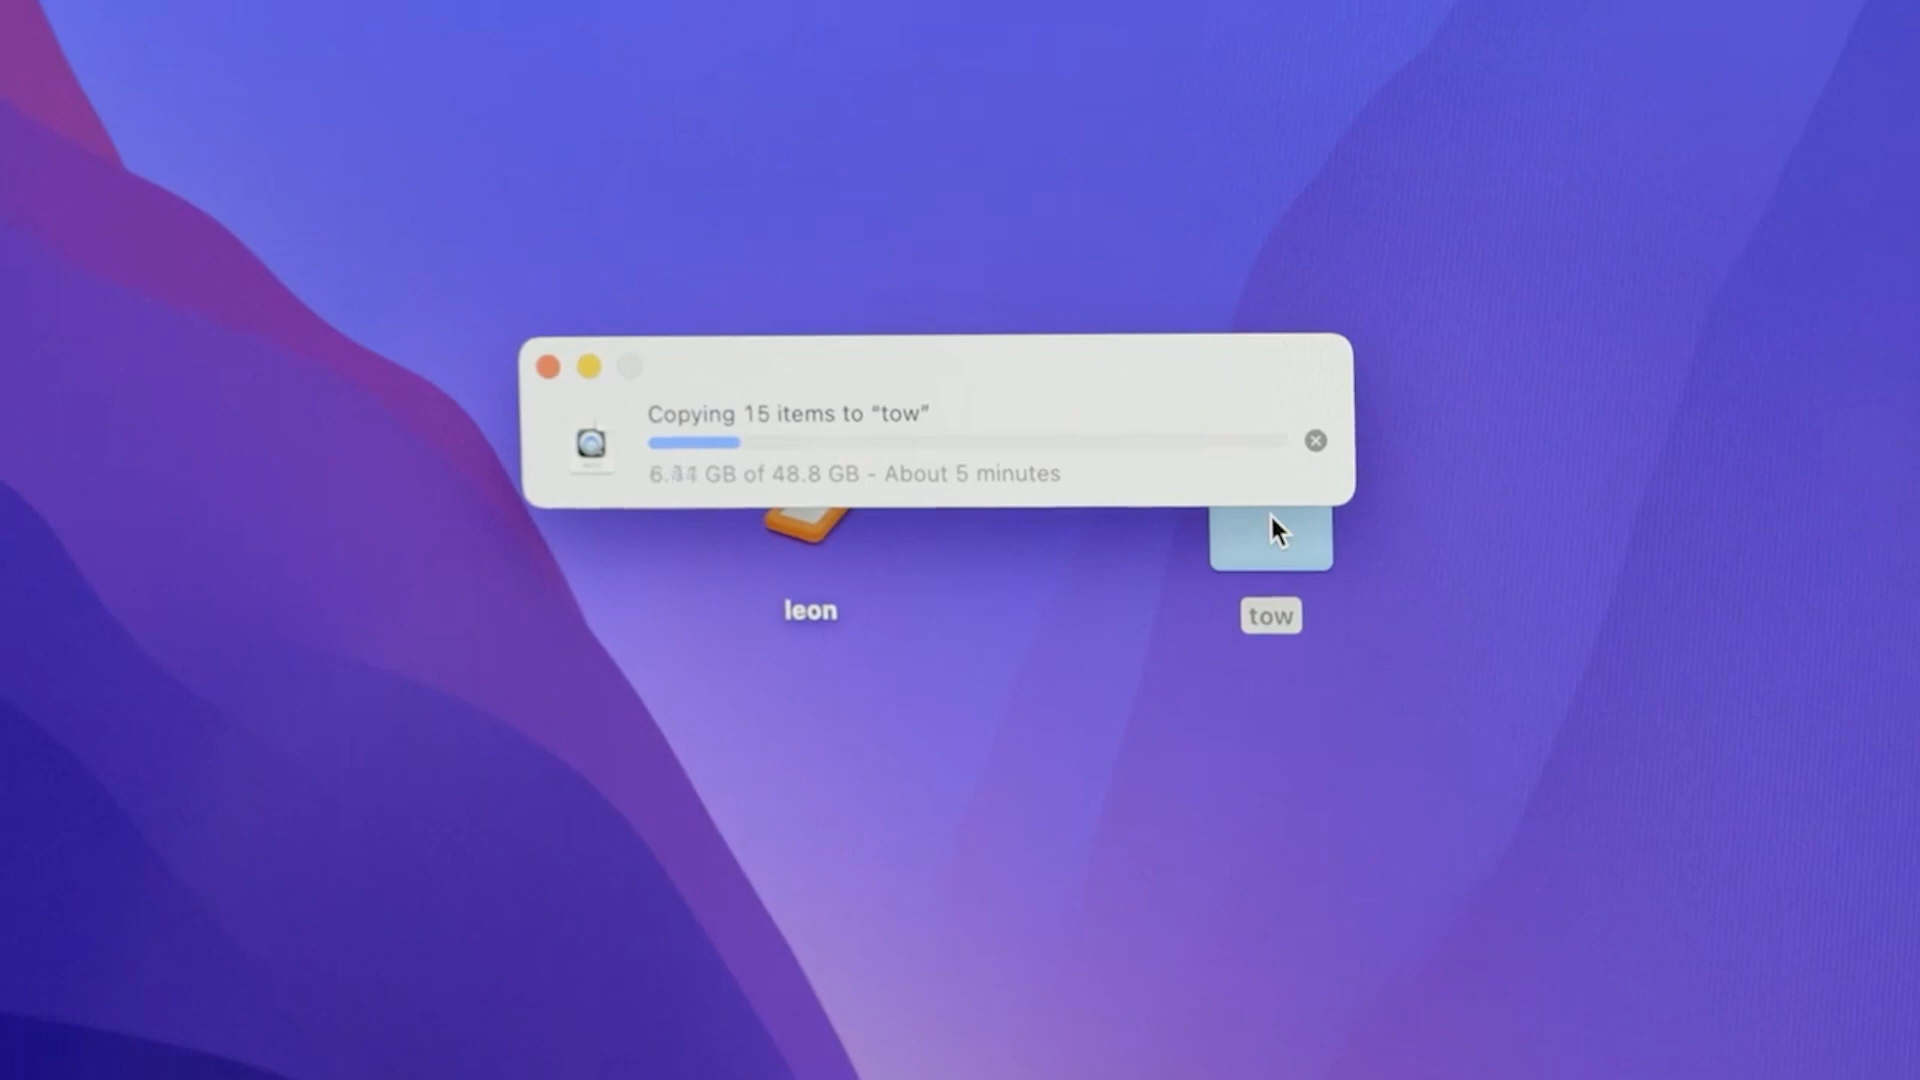 Copying 15 items to “tow”
GB of 48.8 GB – About 5 minutes
leon
tow